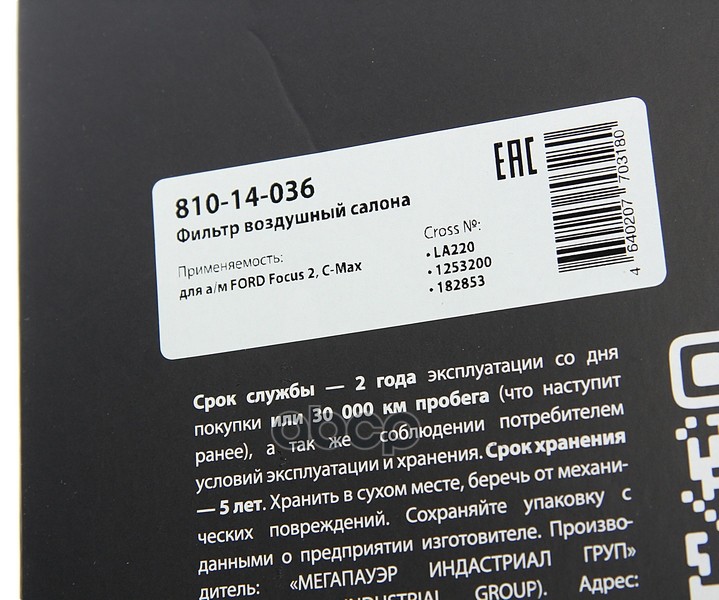 810-14-036
Фильтр воздушный салона
Применяемость:
для а/м FORD Focus 2, C-Max
Cross №:
• LA220
• 1253200
• 182853
EAC
4 640207 703180
Срок службы — 2 года эксплуатации со дня
покупки или 30 000 км пробега (что наступит
ранее), а так же соблюдении потребителем
условий эксплуатации и хранения. Срок хранения
— 5 лет. Хранить в сухом месте, беречь от механи-
ческих повреждений. Сохраняйте упаковку с
данными о предприятии изготовителе. Произво-
дитель: «МЕГАПАУЭР ИНДАСТРИАЛ ГРУП»
INDUSTRIAL GROUP). Адрес:
abcp